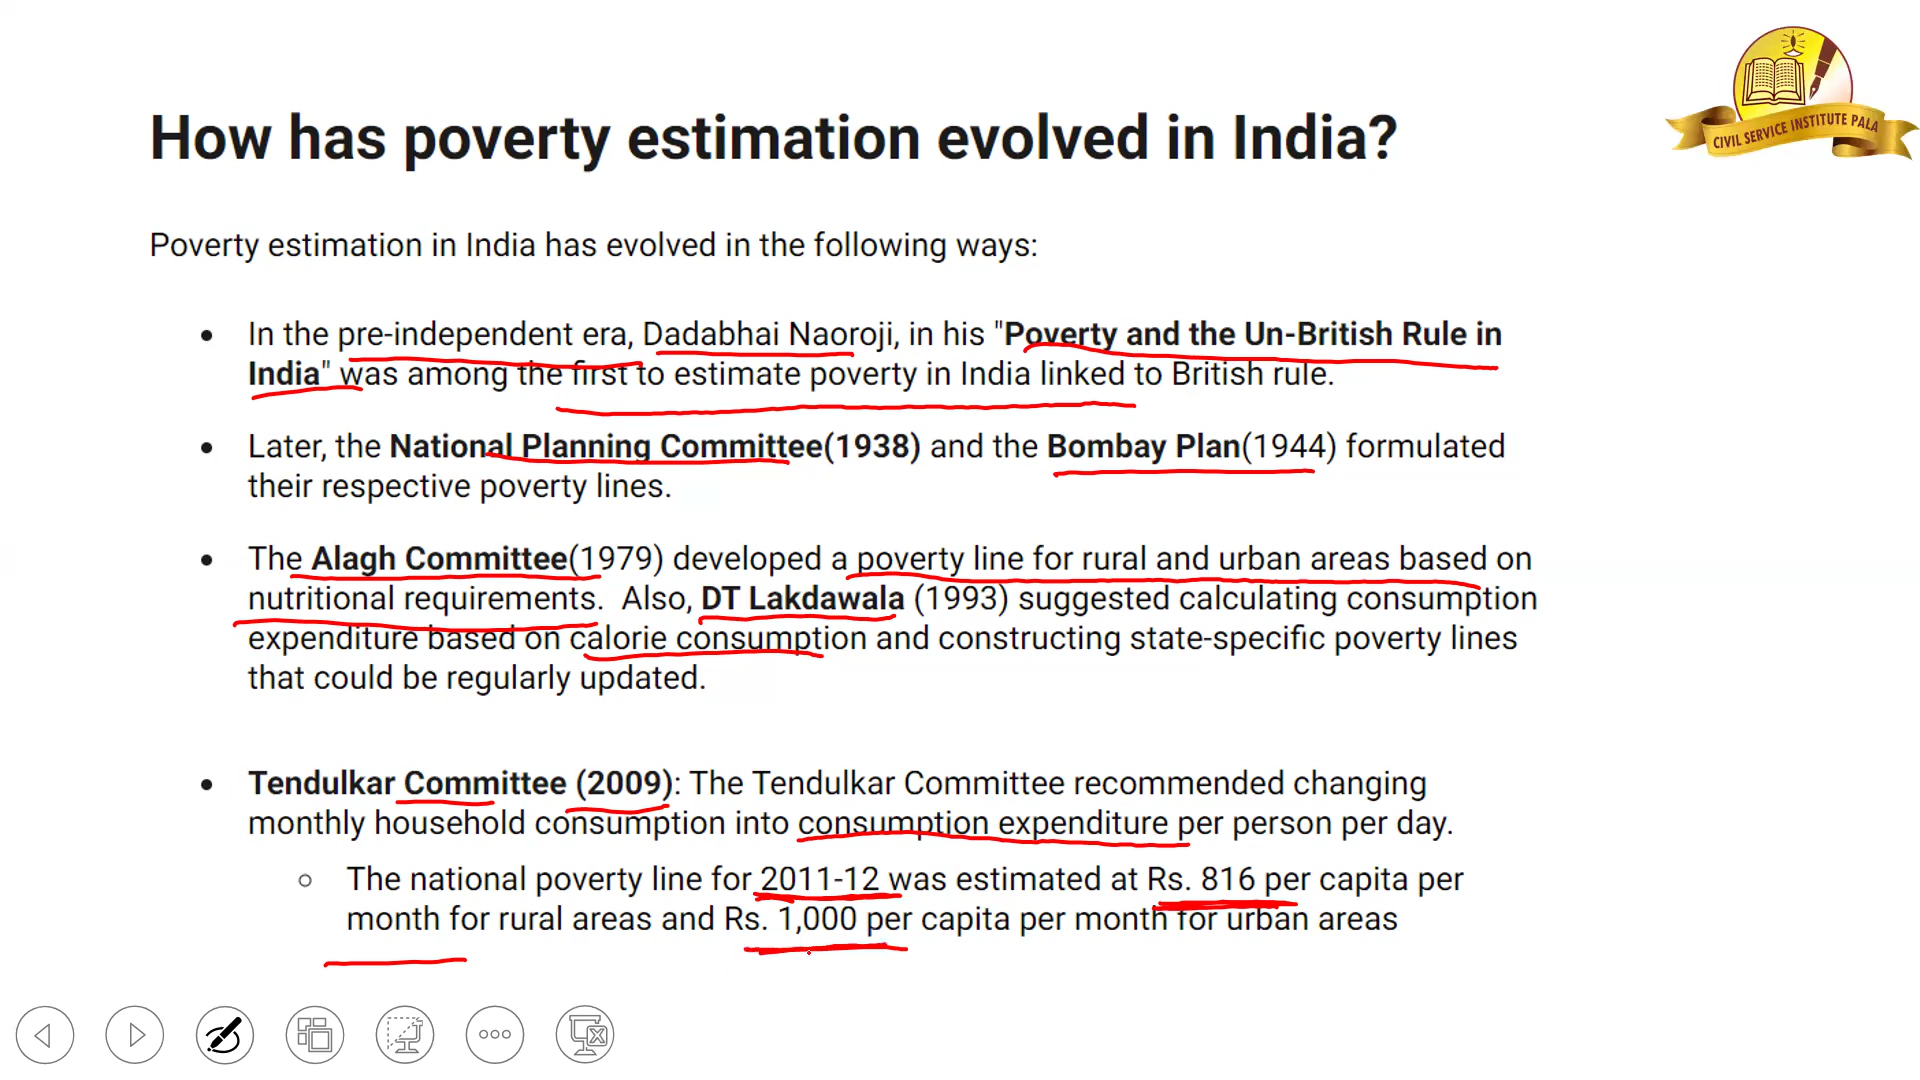 CIVIL SERVICE INSTITUTE PALA
How has poverty estimation evolved in India?
Poverty estimation in India has evolved in the following ways:
• In the pre-independent era, Dadabhai Naoroji, in his "Poverty and the Un-British Rule in
India" was among the first to estimate poverty in India linked to British rule.
• Later, the National Planning Committee(1938) and the Bombay Plan(1944) formulated
their respective poverty lines.
• The Alagh Committee(1979) developed a poverty line for rural and urban areas based on
nutritional requirements. Also, DT Lakdawala (1993) suggested calculating consumption
expenditure based on calorie consumption and constructing state-specific poverty lines
that could be regularly updated.
• Tendulkar Committee (2009): The Tendulkar Committee recommended changing
monthly household consumption into consumption expenditure per person per day.
○ The national poverty line for 2011-12 was estimated at Rs. 816 per capita per
month for rural areas and Rs. 1,000 per capita per month for urban areas